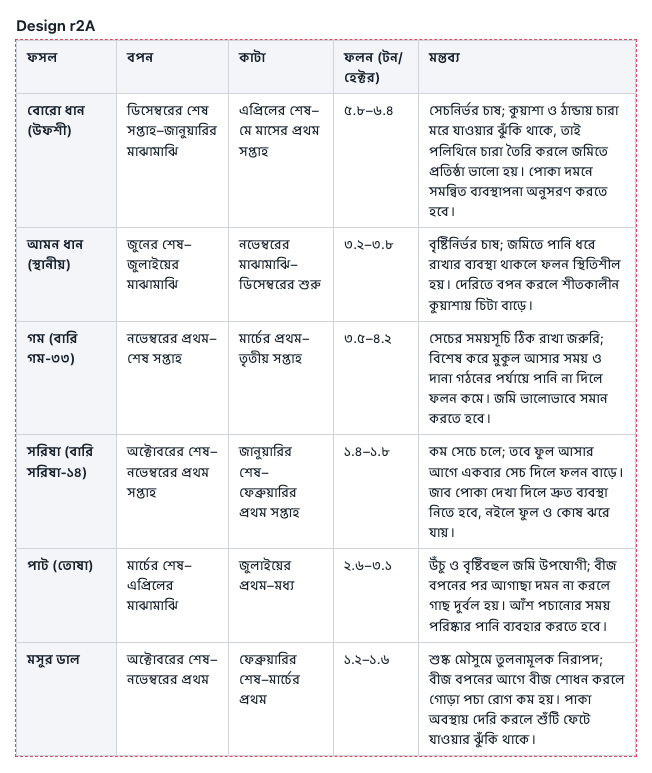 Design r2A
ফসল
বপন
কাটা
ফলন (টন/
হেক্টর)
মন্তব্য
বোরো ধান
(উফশী)
ডিসেম্বরের শেষ
সপ্তাহ–জানুয়ারির
মাঝামাঝি
এপ্রিলের শেষ–
মে মাসের প্রথম
সপ্তাহ
৫.৮–৬.৪
সেচনির্ভর চাষ; কুয়াশা ও ঠান্ডায় চারা
মরে যাওয়ার ঝুঁকি থাকে, তাই
পলিথিনে চারা তৈরি করলে জমিতে
প্রতিষ্ঠা ভালো হয়। পোকা দমনে
সমন্বিত ব্যবস্থাপনা অনুসরণ করতে
হবে।
আমন ধান
(স্থানীয়)
জুনের শেষ–
জুলাইয়ের
মাঝামাঝি
নভেম্বরের
মাঝামাঝি–
ডিসেম্বরের শুরু
৩.২–৩.৮
বৃষ্টিনির্ভর চাষ; জমিতে পানি ধরে
রাখার ব্যবস্থা থাকলে ফলন স্থিতিশীল
হয়। দেরিতে বপন করলে শীতকালীন
কুয়াশায় চিটা বাড়ে।
গম (বারি
গম-৩৩)
নভেম্বরের প্রথম–
শেষ সপ্তাহ
মার্চের প্রথম–
তৃতীয় সপ্তাহ
৩.৫–৪.২
সেচের সময়সূচি ঠিক রাখা জরুরি;
বিশেষ করে মুকুল আসার সময় ও
দানা গঠনের পর্যায়ে পানি না দিলে
ফলন কমে। জমি ভালোভাবে সমান
করতে হবে।
সরিষা (বারি
সরিষা-১৪)
অক্টোবরের শেষ–
নভেম্বরের প্রথম
সপ্তাহ
জানুয়ারির
শেষ–
ফেব্রুয়ারির
প্রথম সপ্তাহ
১.৪–১.৮
কম সেচে চলে; তবে ফুল আসার
আগে একবার সেচ দিলে ফলন বাড়ে।
জাব পোকা দেখা দিলে দ্রুত ব্যবস্থা
নিতে হবে, নইলে ফুল ও কোষ ঝরে
যায়।
পাট (তোষা)
মার্চের শেষ–
এপ্রিলের
মাঝামাঝি
জুলাইয়ের
প্রথম–মধ্য
২.৬–৩.১
উঁচু ও বৃষ্টিবহুল জমি উপযোগী; বীজ
বপনের পর আগাছা দমন না করলে
গাছ দুর্বল হয়। আঁশ পচানোর সময়
পরিষ্কার পানি ব্যবহার করতে হবে।
মসুর ডাল
অক্টোবরের শেষ–
নভেম্বরের প্রথম
ফেব্রুয়ারির
শেষ–মার্চের
প্রথম
১.২–১.৬
শুষ্ক মৌসুমে তুলনামূলক নিরাপদ;
বীজ বপনের আগে বীজ শোধন করলে
গোড়া পচা রোগ কম হয়। পাকা
অবস্থায় দেরি করলে শুঁটি ফেটে
যাওয়ার ঝুঁকি থাকে।